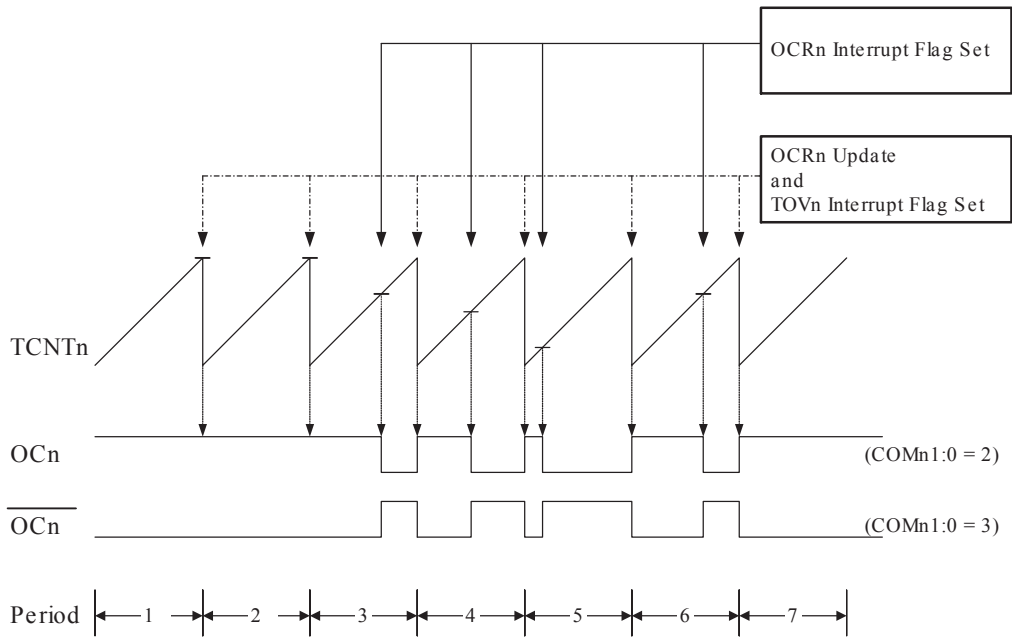 OCRn Interrupt Flag Set
OCRn Update
and
TOVn Interrupt Flag Set
TCNTn
OCn
(COMn1:0 = 2)
OCn
(COMn1:0 = 3)
Period
1
2
3
4
5
6
7